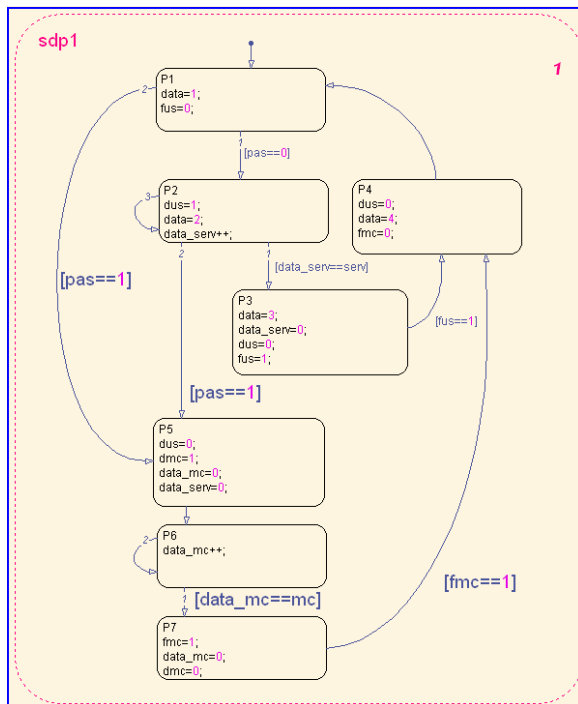 sdp1
1
P1
data=1;
fus=0;
2
1
[pas==0]
P2
dus=1;
data=2;
data_serv++;
3
2
1
P4
dus=0;
data=4;
fmc=0;
[data_serv==serv]
[pas==1]
P3
data=3;
data_serv=0;
dus=0;
fus=1;
[fus==1]
[pas==1]
P5
dus=0;
dmc=1;
data_mc=0;
data_serv=0;
P6
data_mc++;
2
1
[data_mc==mc]
[fmc==1]
P7
fmc=1;
data_mc=0;
dmc=0;